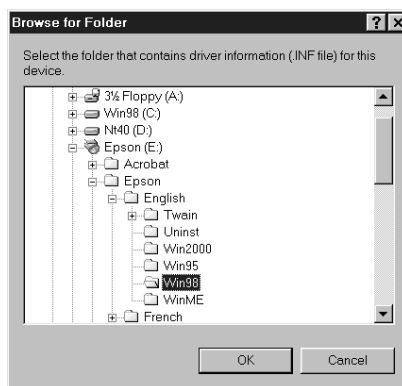 Browse for Folder
Select the folder that contains driver information (.INF file) for this
device.
3½ Floppy (A:)
Win98 (C:)
Nt40 (D:)
Epson (E:)
Acrobat
Epson
English
Twain
Uninst
Win2000
Win95
Win98
WinME
French
OK Cancel